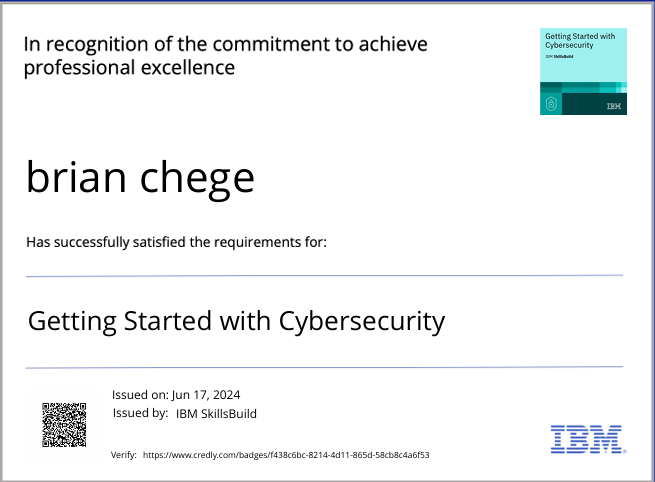 In recognition of the commitment to achieve
professional excellence
Getting Started with
Cybersecurity
IBM SkillsBuild
IBM
brian chege
Has successfully satisfied the requirements for:
Getting Started with Cybersecurity
Issued on: Jun 17, 2024
Issued by: IBM SkillsBuild
Verify: https://www.credly.com/badges/f438c6bc-8214-4d11-865d-58cb8c4a6f53
IBM®